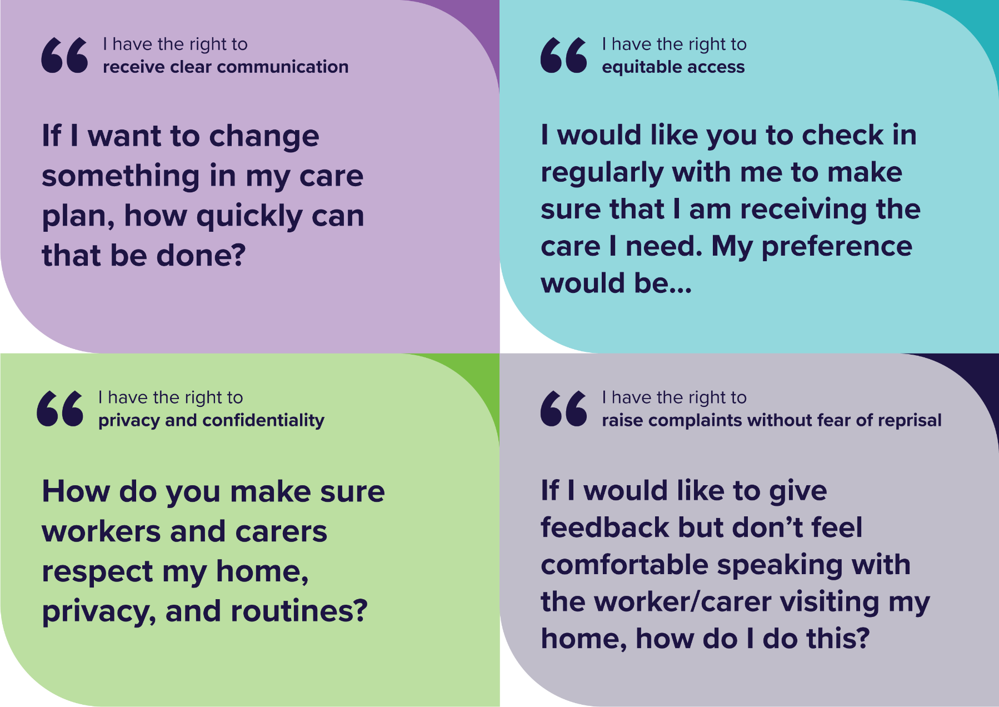 I have the right to
receive clear communication
If I want to change
something in my care
plan, how quickly can
that be done?
I have the right to
equitable access
I would like you to check in
regularly with me to make
sure that I am receiving the
care I need. My preference
would be...
I have the right to
privacy and confidentiality
How do you make sure
workers and carers
respect my home,
privacy, and routines?
I have the right to
raise complaints without fear of reprisal
If I would like to give
feedback but don’t feel
comfortable speaking with
the worker/carer visiting my
home, how do I do this?